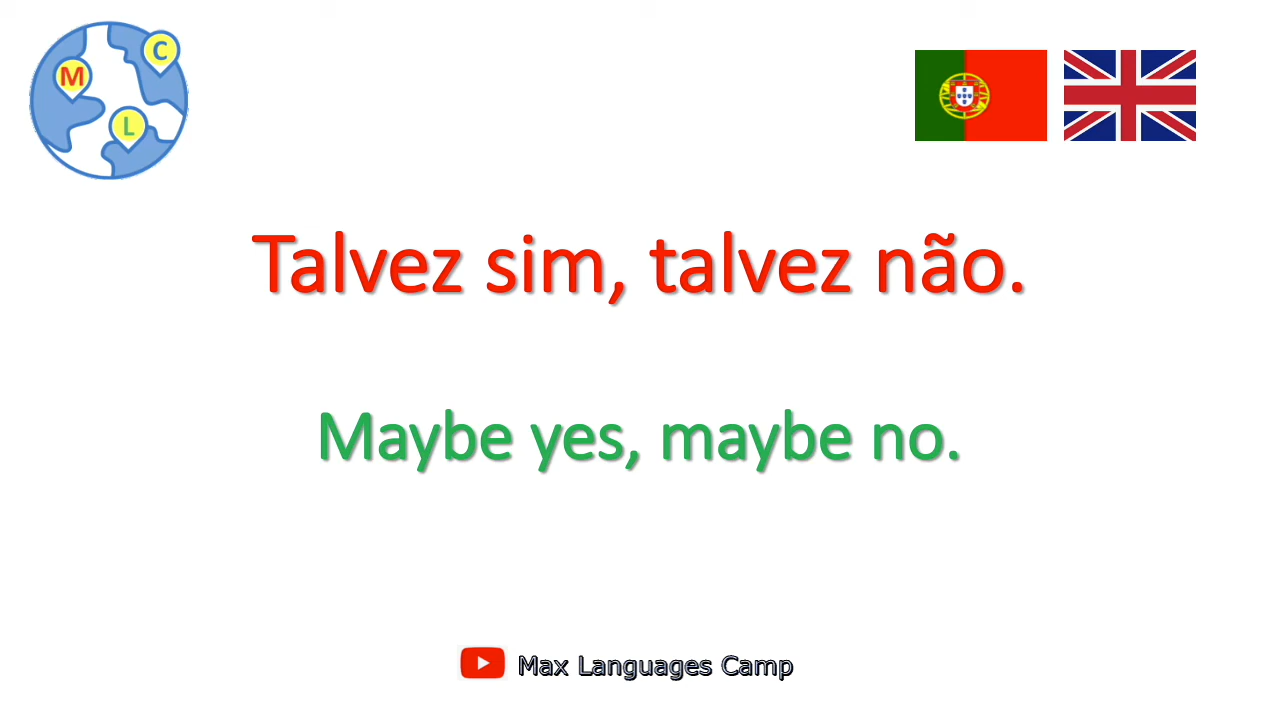 M
C
L
Talvez sim, talvez não.
Maybe yes, maybe no.
Max Languages Camp